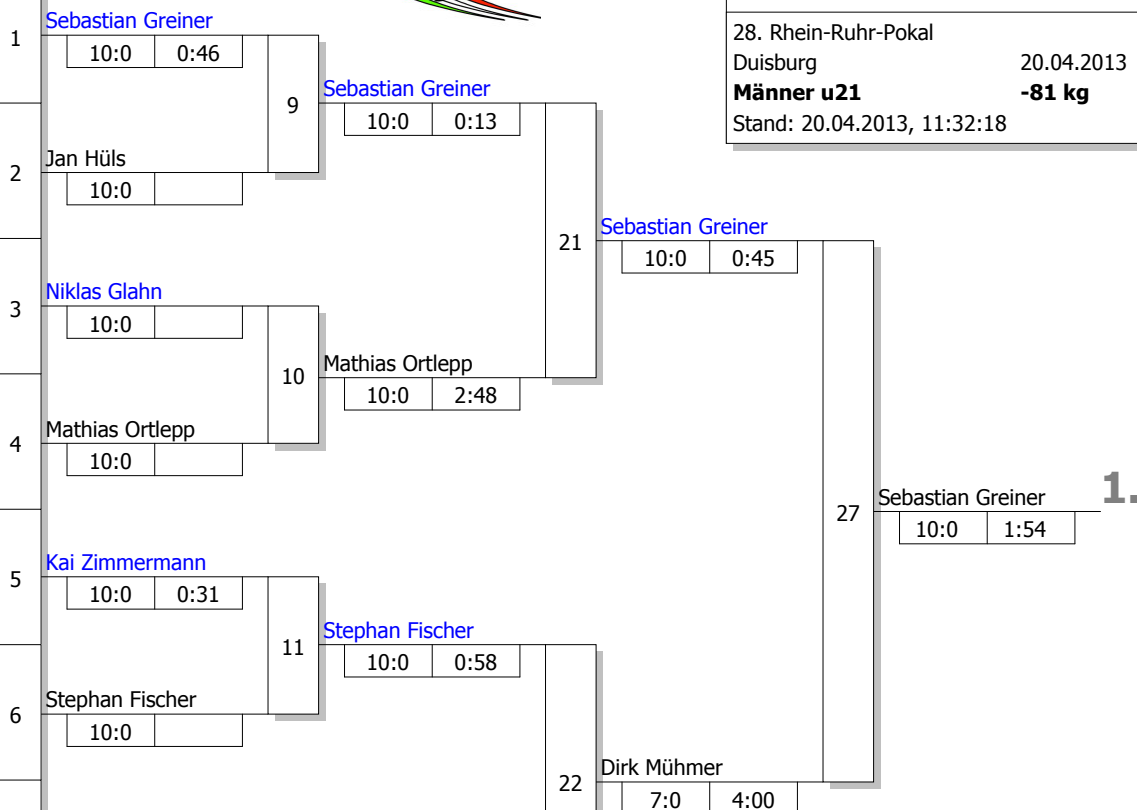 28. Rhein-Ruhr-Pokal
Duisburg 20.04.2013
Männer u21 -81 kg
Stand: 20.04.2013, 11:32:18
1
Sebastian Greiner
10:0 0:46
9
Sebastian Greiner
10:0 0:13
2
Jan Hüls
10:0
21
Sebastian Greiner
10:0 0:45
3
Niklas Glahn
10:0
10
Mathias Ortlepp
10:0 2:48
4
Mathias Ortlepp
10:0
27
Sebastian Greiner 1.
10:0 1:54
5
Kai Zimmermann
10:0 0:31
11
Stephan Fischer
10:0 0:58
6
Stephan Fischer
10:0
22
Dirk Mühmer
7:0 4:00